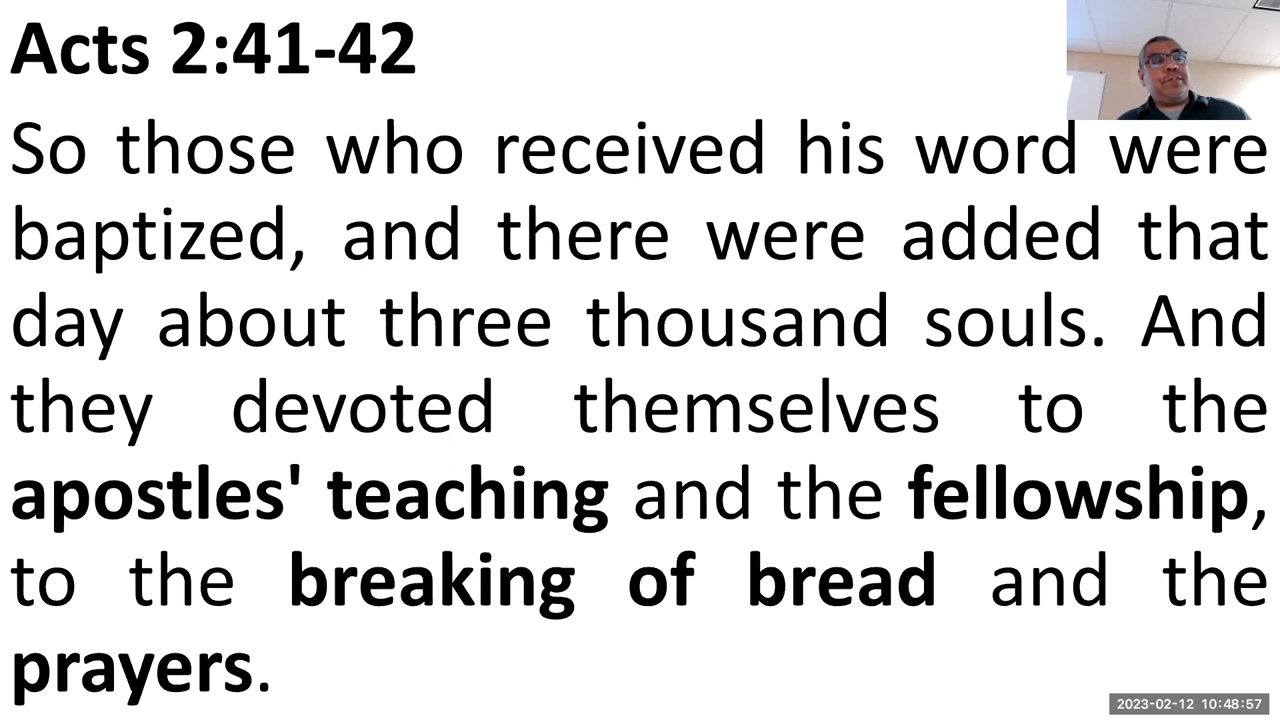 Acts 2:41-42
So those who received his word were
baptized, and there were added that
day about three thousand souls. And
they devoted themselves to the
apostles' teaching and the fellowship,
to the breaking of bread and the
prayers.
2023-02-12 10:48:57